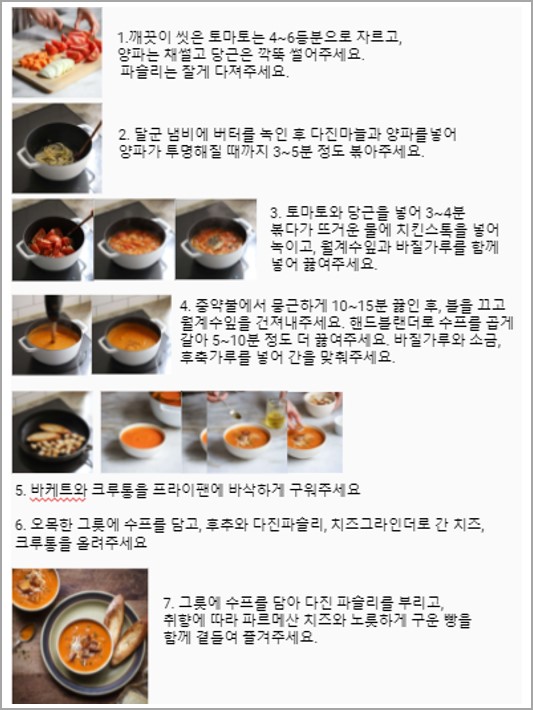 1.깨끗이 씻은 토마토는 4~6등분으로 자르고,
양파는 채썰고 당근은 깍뚝 썰어주세요.
파슬리는 잘게 다져주세요.
2. 달군 냄비에 버터를 녹인 후 다진마늘과 양파를넣어
양파가 투명해질 때까지 3~5분 정도 볶아주세요.
3. 토마토와 당근을 넣어 3~4분
볶다가 뜨거운 물에 치킨스톡을 넣어
녹이고, 월계수잎과 바질가루를 함께
넣어 끓여주세요.
4. 중약불에서 뭉근하게 10~15분 끓인 후, 불을 끄고
월계수잎을 건져내주세요. 핸드블랜더로 수프를 곱게
갈아 5~10분 정도 더 끓여주세요. 바질가루와 소금,
후춧가루를 넣어 간을 맞춰주세요.
5. 바케트와 크루통을 프라이팬에 바삭하게 구워주세요
6. 오목한 그릇에 수프를 담고, 후추와 다진파슬리, 치즈그라인더로 간 치즈,
크루통을 올려주세요
7. 그릇에 수프를 담아 다진 파슬리를 뿌리고,
취향에 따라 파르메산 치즈와 노릇하게 구운 빵을
함께 곁들여 즐겨주세요.